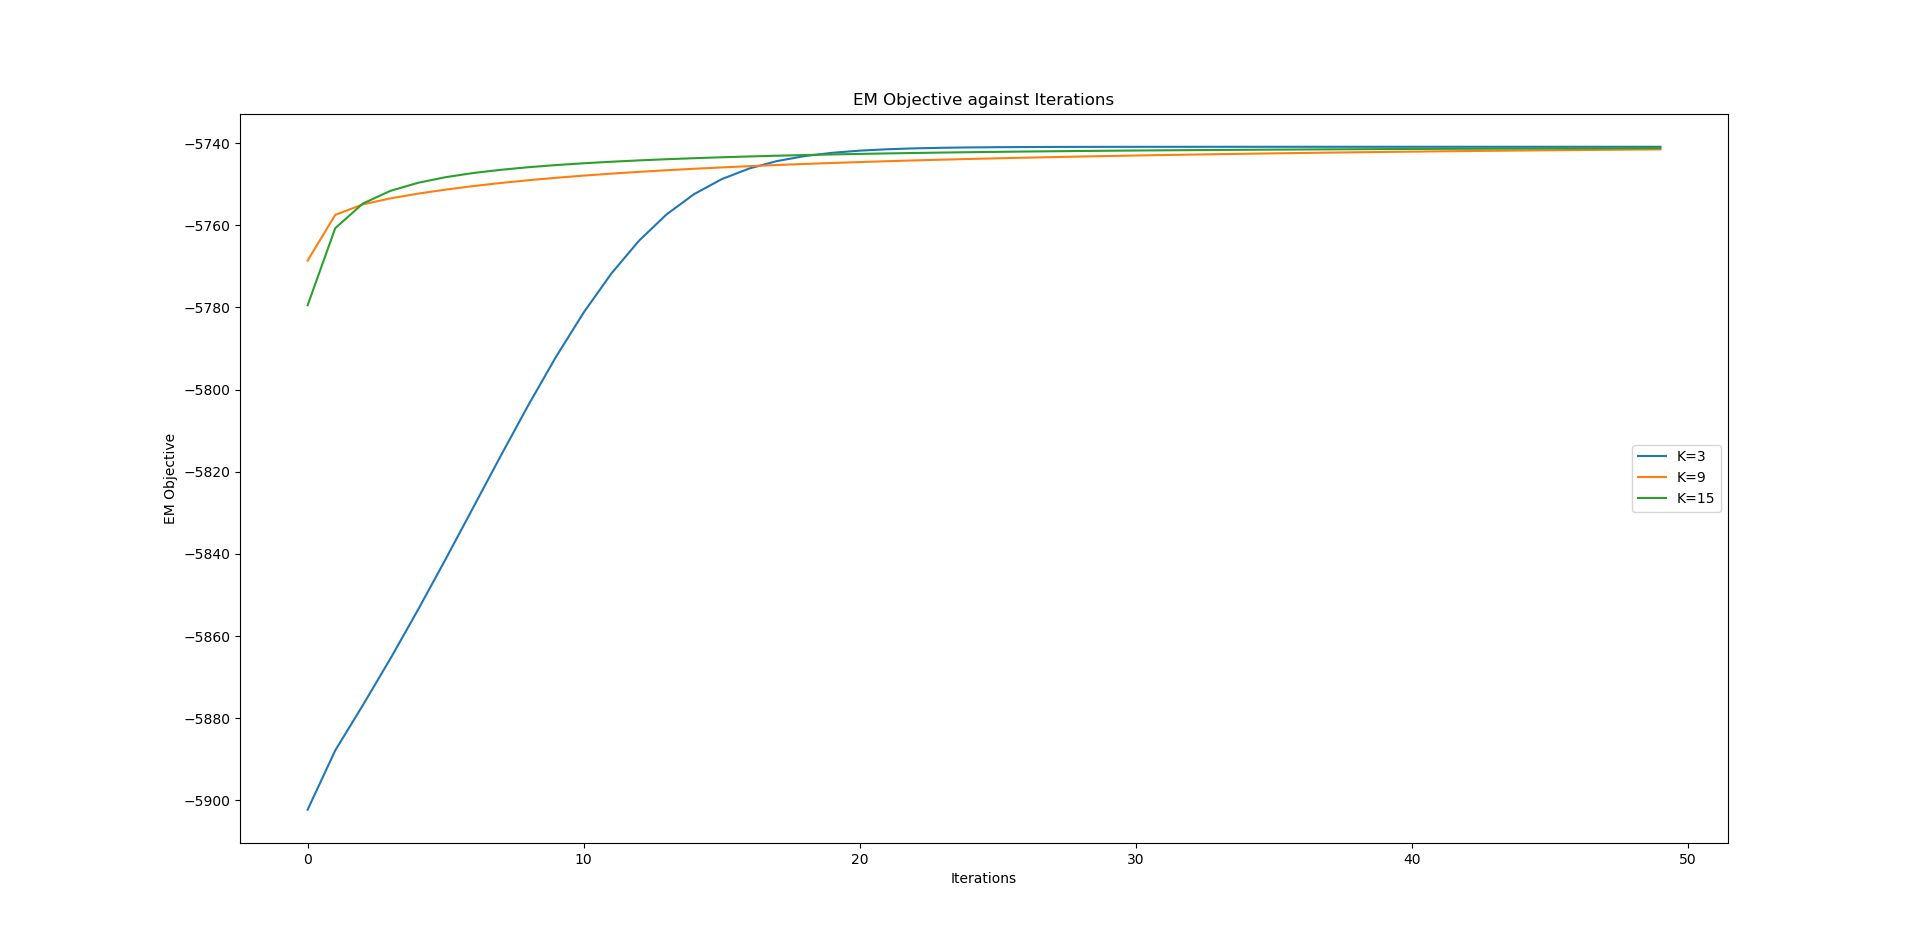 EM Objective against Iterations
EM Objective
−5740
−5760
−5780
−5800
−5820
−5840
−5860
−5880
−5900
K=3
K=9
K=15
0 10 20 30 40 50
Iterations